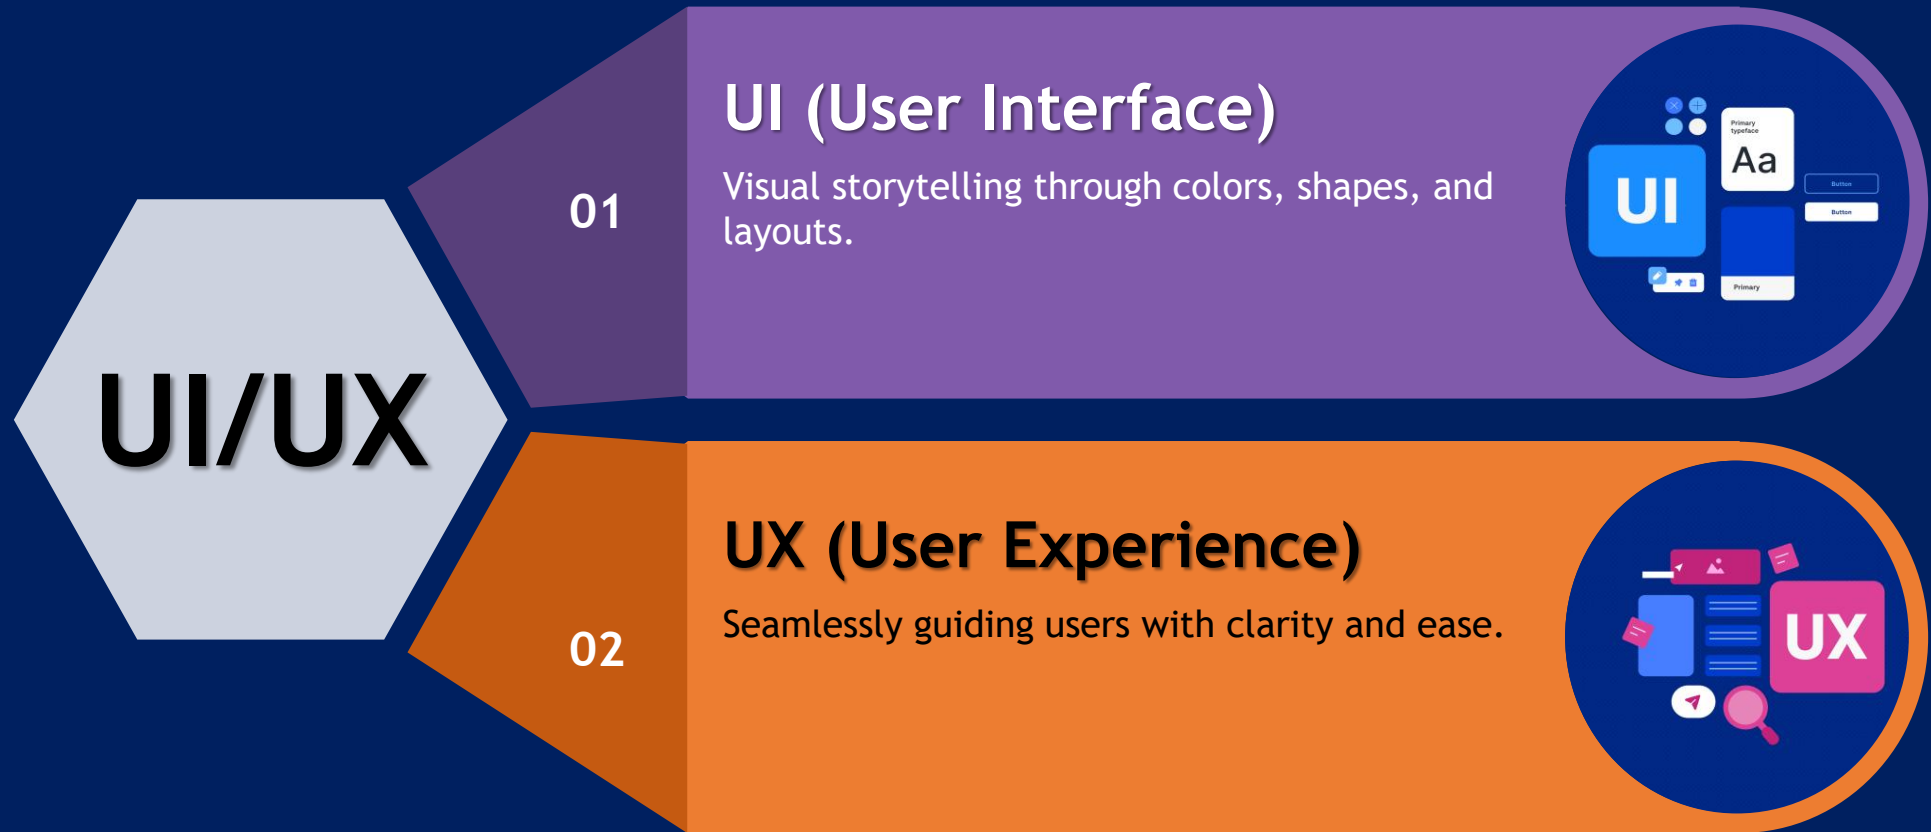 UI/UX
01
UI (User Interface)
Visual storytelling through colors, shapes, and
layouts.
UI
Primary
typeface
Aa
Button
Button
Primary
02
UX (User Experience)
Seamlessly guiding users with clarity and ease.
UX